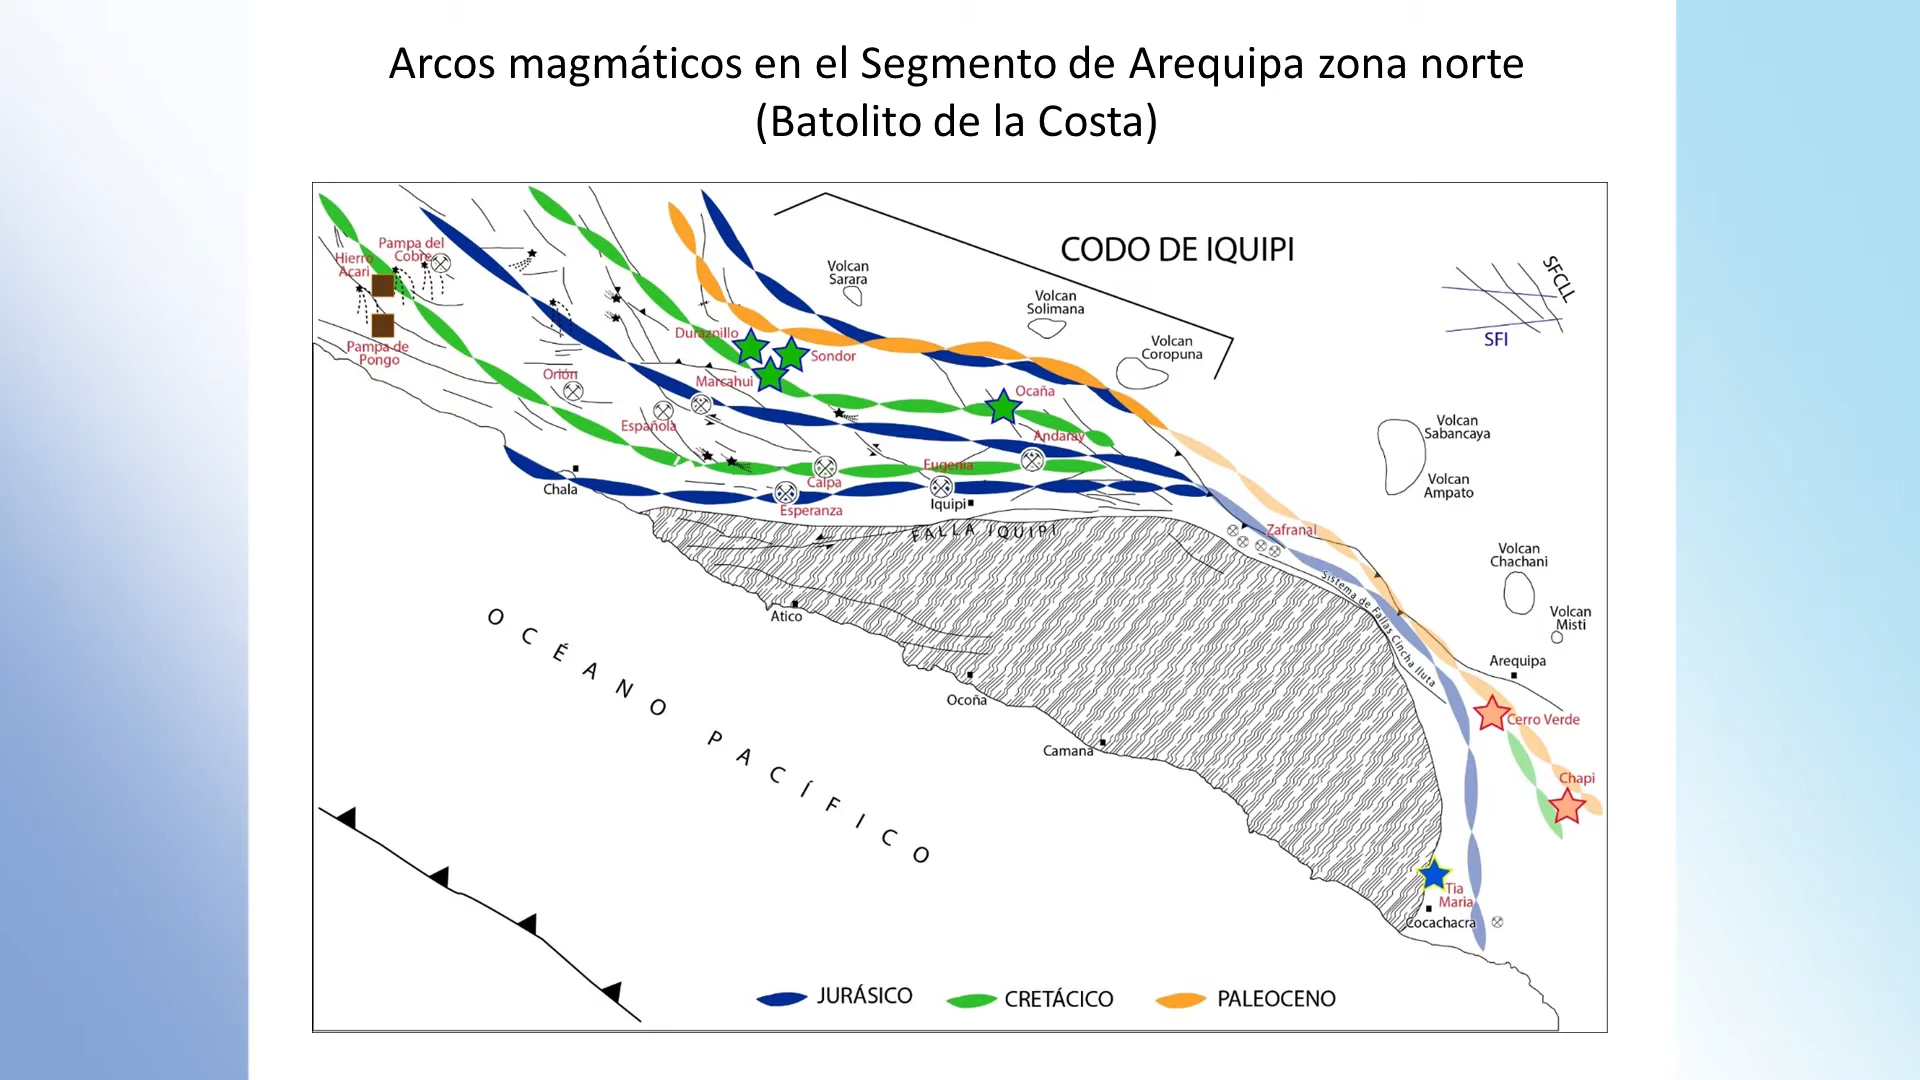 Arcos magmáticos en el Segmento de Arequipa zona norte
(Batolito de la Costa)
CODO DE IQUIPI
SFCLL
SFI
Pampa del
Cobre
Hierro
Acari
Pampa de
Pongo
Volcan
Sarara
Volcan
Solimana
Volcan
Coropuna
Duraznillo
Sondor
Marcahui
Orión
Española
Ocaña
Andaray
Volcan
Sabancaya
Volcan
Ampato
Eugenia
Calpa
Chala
Esperanza
Iquipi
FALLA IQUIPI
Zafranal
Sistema de Fallas Cincha lluta
Volcan
Chachani
Volcan
Misti
Atico
OCÉANO PACÍFICO
Arequipa
Ocoña
Cerro Verde
Camana
Chapi
Tia
Maria
Cocachacra
JURÁSICO
CRETÁCICO
PALEOCENO